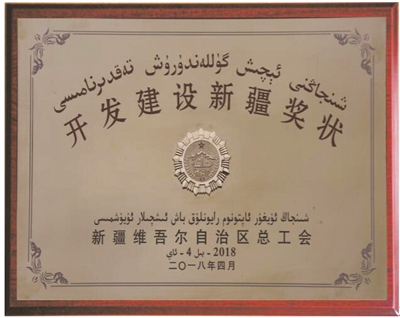 شىنجاڭنى ئېچىش گۈللەندۈرۈش تەقدىرنامىسى
开发建设新疆奖状
شىنجاڭ ئۇيغۇر ئاپتونوم رايونلۇق باش ئىشچىلار ئۇيۇشمىسى
新疆维吾尔自治区总工会
2018-يىل 4-ئاي
二〇一八年四月